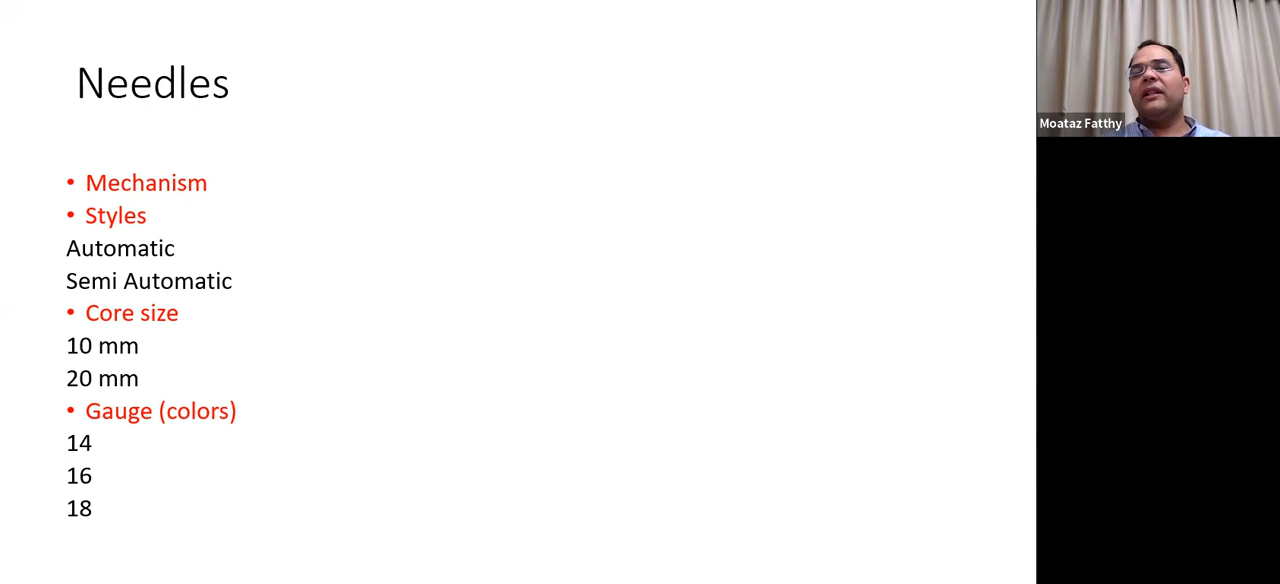 Needles
• Mechanism
• Styles
Automatic
Semi Automatic
• Core size
10 mm
20 mm
• Gauge (colors)
14
16
18
Moataz Fatthy